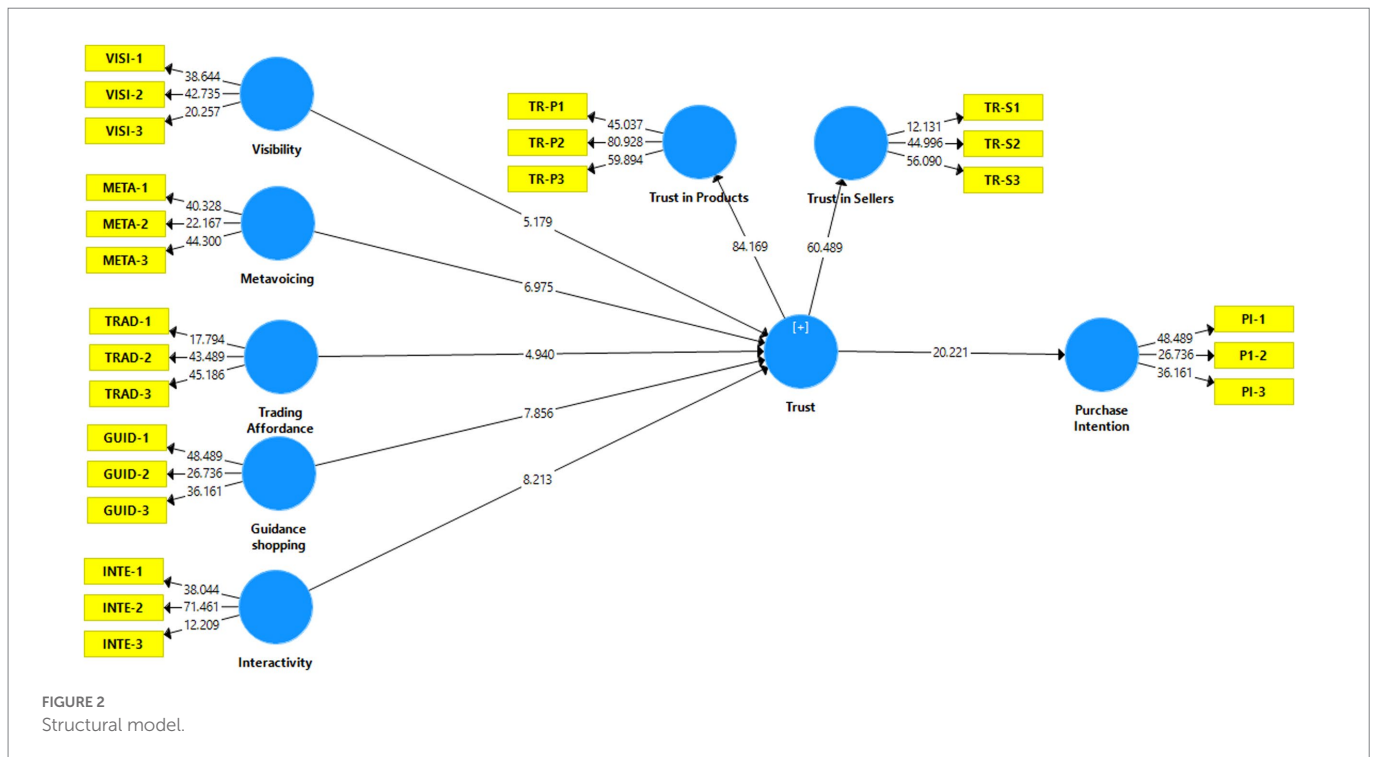 VISI-1
38.644
VISI-2
42.735
VISI-3
20.257
Visibility
META-1
40.328
META-2
22.167
META-3
44.300
Metavoicing
TRAD-1
17.794
TRAD-2
43.489
TRAD-3
45.186
Trading
Affordance
GUID-1
48.489
GUID-2
26.736
GUID-3
36.161
Guidance
shopping
INTE-1
38.044
INTE-2
71.461
INTE-3
12.209
Interactivity
5.179
6.975
4.940
7.856
8.213
TR-P1
45.037
TR-P2
80.928
TR-P3
59.894
Trust in Products
TR-S1
12.131
TR-S2
44.996
TR-S3
56.090
Trust in Sellers
84.169
60.489
[+]
Trust
20.221
PI-1
48.489
P1-2
26.736
PI-3
36.161
Purchase
Intention
FIGURE 2
Structural model.